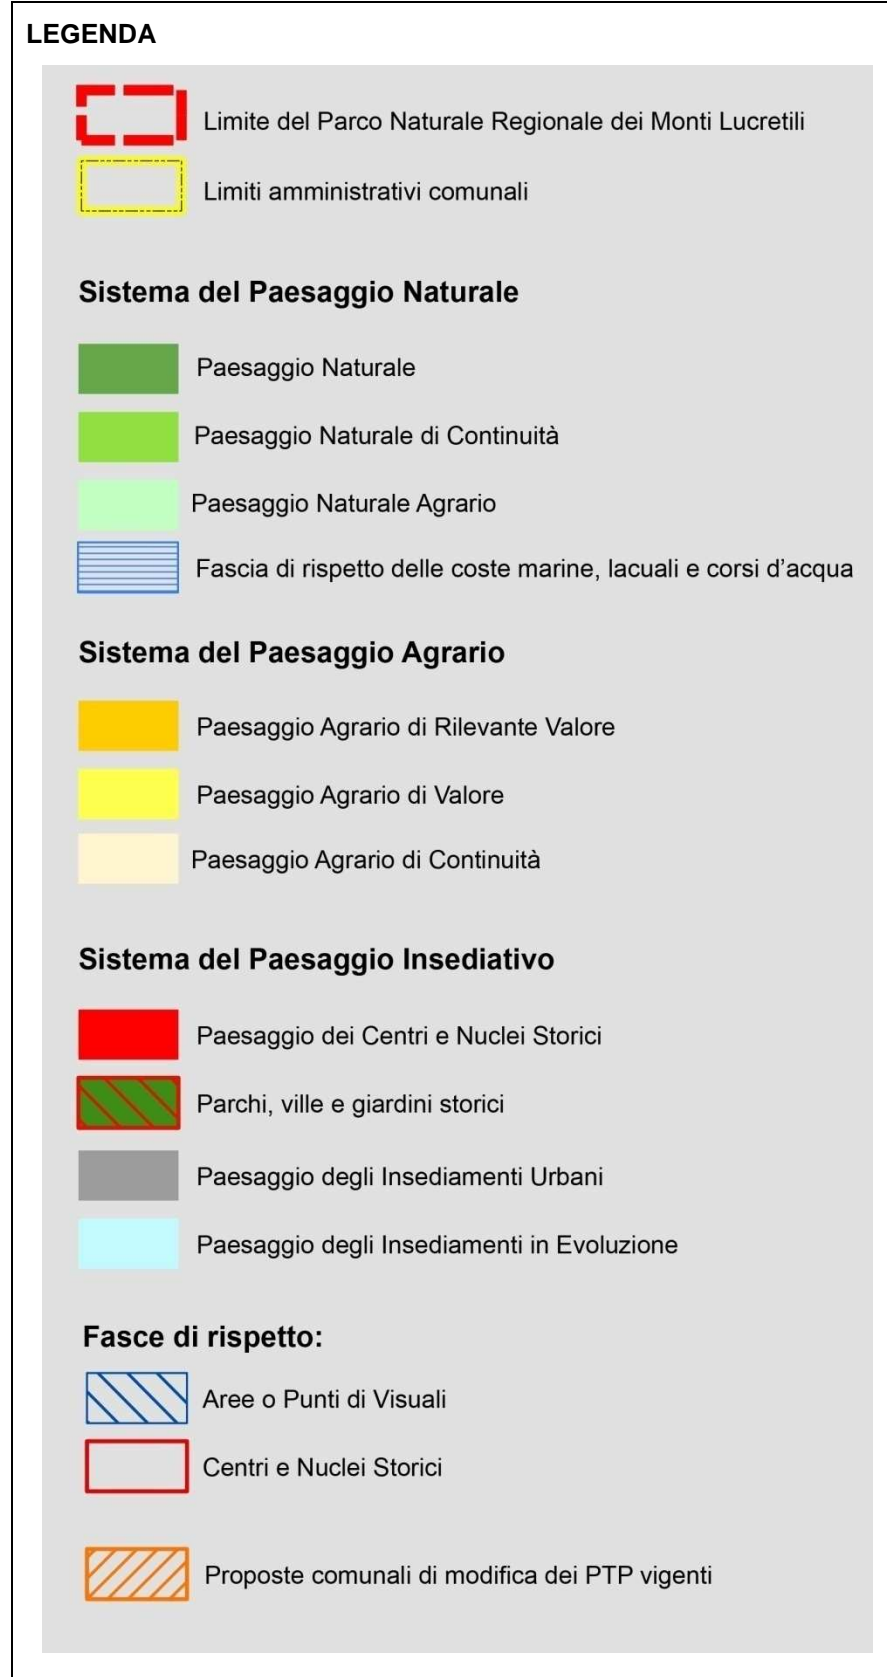 LEGENDA
Limite del Parco Naturale Regionale dei Monti Lucretili
Limiti amministrativi comunali
Sistema del Paesaggio Naturale
Paesaggio Naturale
Paesaggio Naturale di Continuità
Paesaggio Naturale Agrario
Fascia di rispetto delle coste marine, lacuali e corsi d'acqua
Sistema del Paesaggio Agrario
Paesaggio Agrario di Rilevante Valore
Paesaggio Agrario di Valore
Paesaggio Agrario di Continuità
Sistema del Paesaggio Insediativo
Paesaggio dei Centri e Nuclei Storici
Parchi, ville e giardini storici
Paesaggio degli Insediamenti Urbani
Paesaggio degli Insediamenti in Evoluzione
Fasce di rispetto:
Aree o Punti di Visuali
Centri e Nuclei Storici
Proposte comunali di modifica dei PTP vigenti